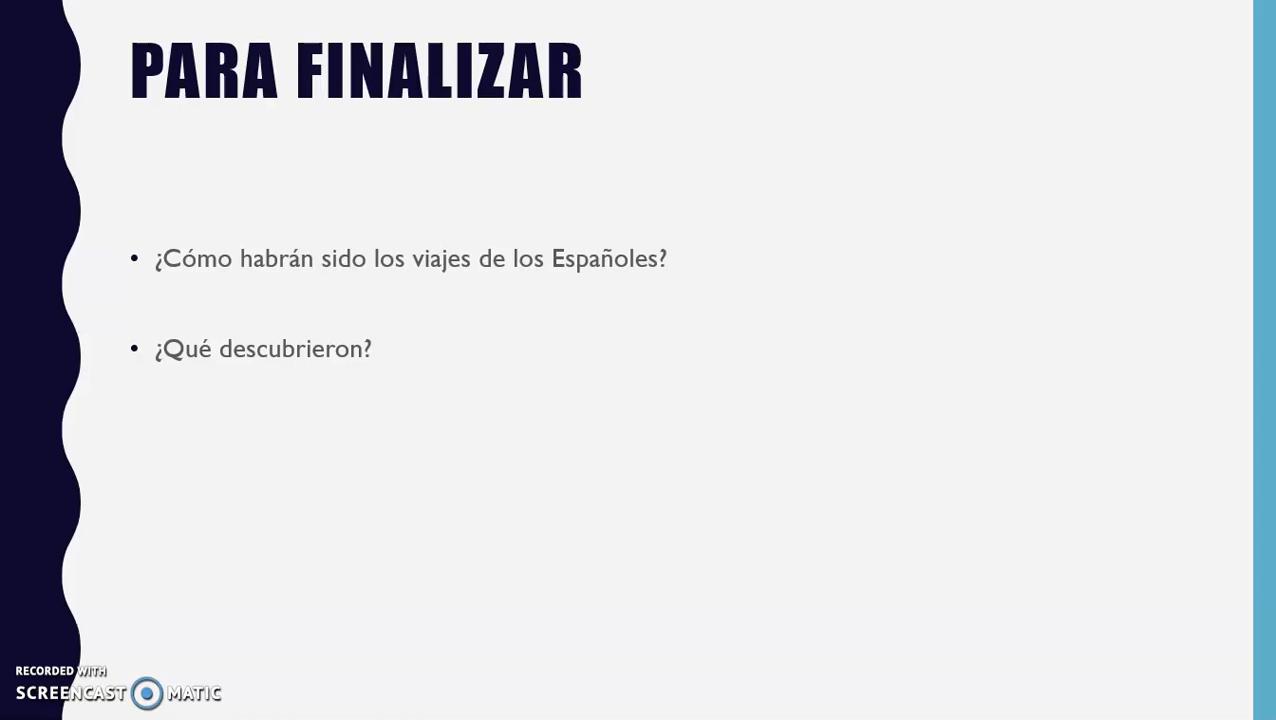 PARA FINALIZAR
• ¿Cómo habrán sido los viajes de los Españoles?
• ¿Qué descubrieron?
RECORDED WITH
SCREENCAST MATIC